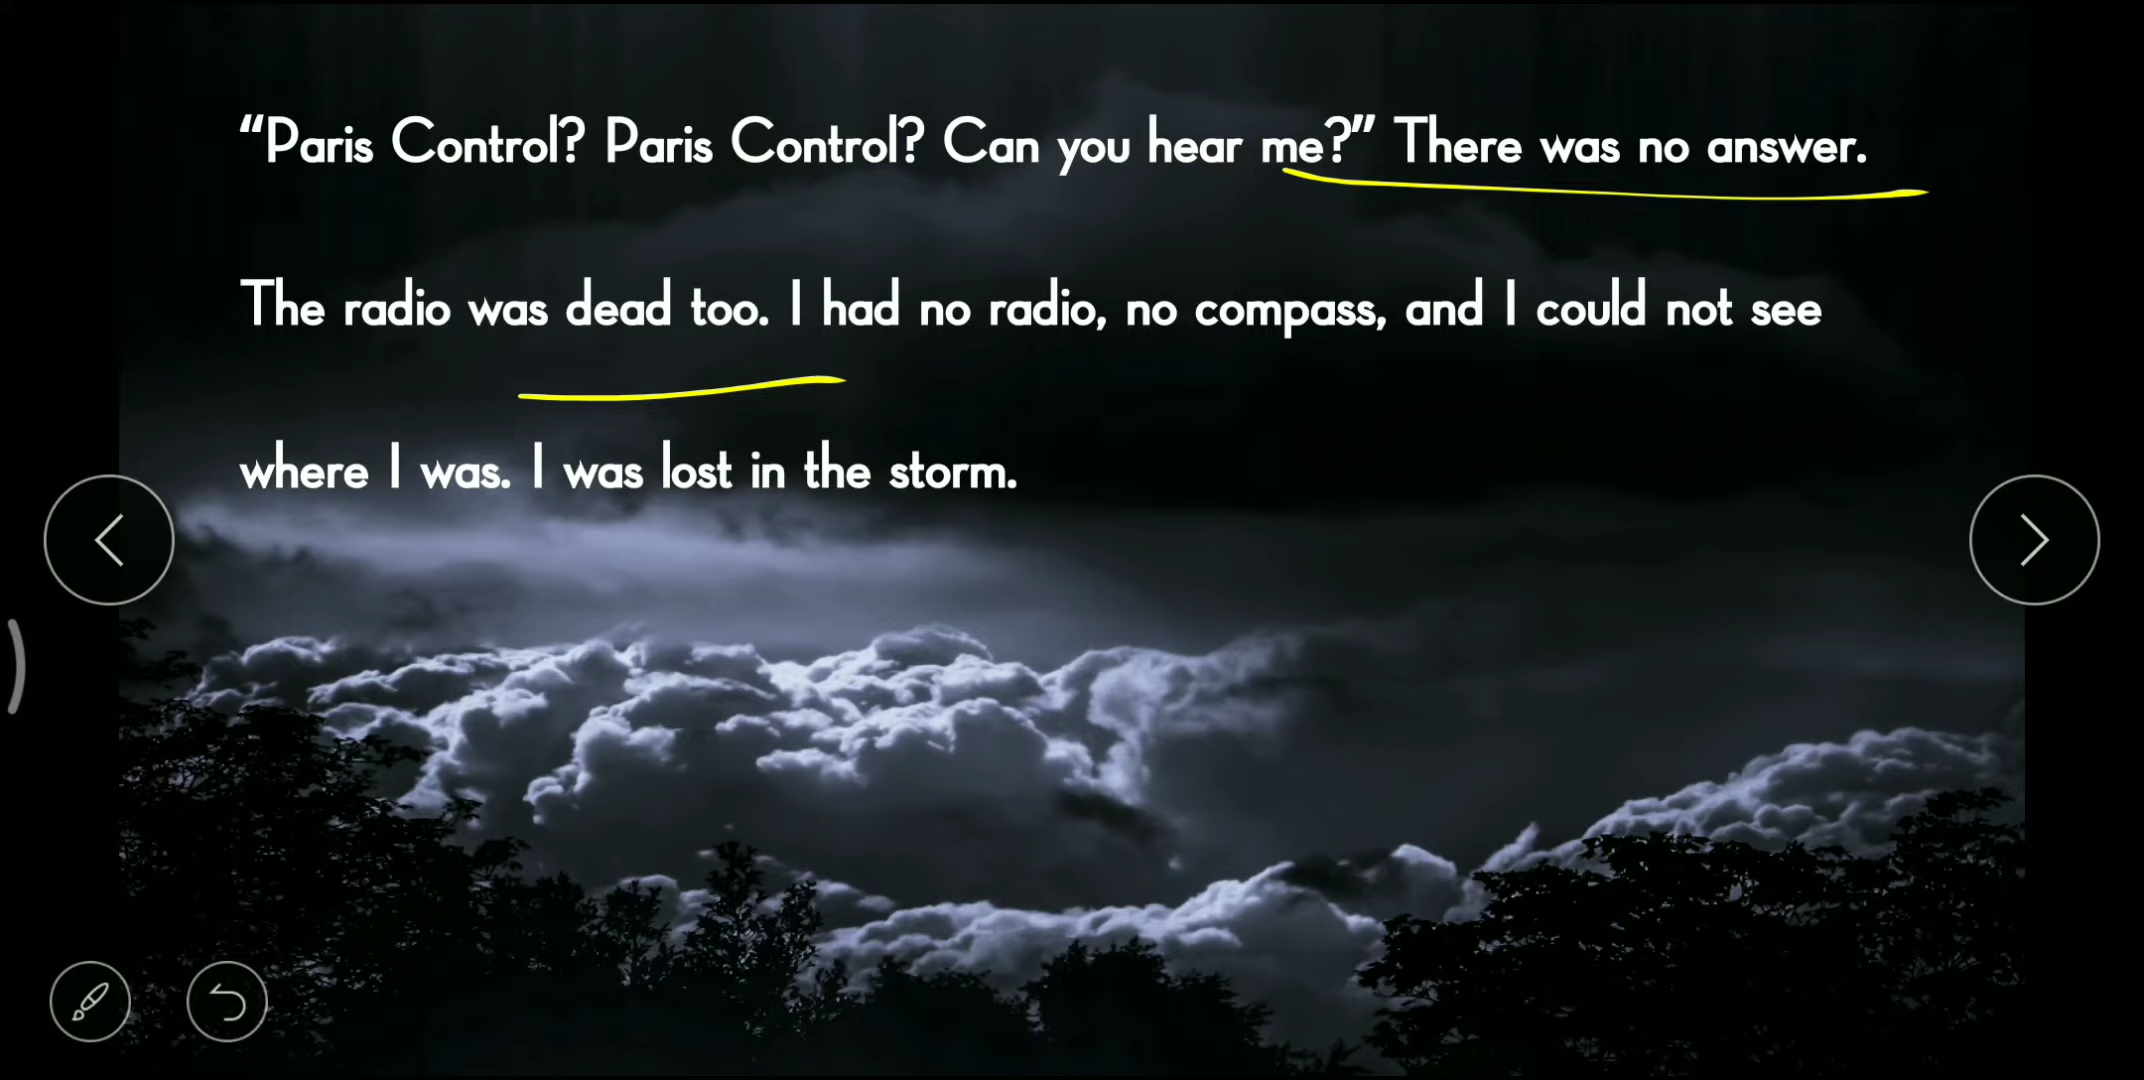 “Paris Control? Paris Control? Can you hear me?” There was no answer.
The radio was dead too. I had no radio, no compass, and I could not see
where I was. I was lost in the storm.